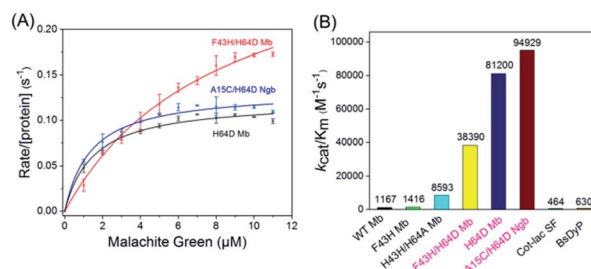 (A)
Rate/[protein] (s⁻¹)
0.20
0.15
0.10
0.05
0.00
F43H/H64D Mb
A15C/H64D Ngb
H64D Mb
0 2 4 6 8 10 12
Malachite Green (µM)
(B)
kcat/Km (M⁻¹s⁻¹)
100000
80000
60000
40000
20000
0
1167
1416
8593
38390
81200
94929
464
630
WT Mb
F43H Mb
H43H/H64A Mb
F43H/H64D Mb
H64D Mb
A15C/H64D Ngb
Cot-lac SF
BsDyP